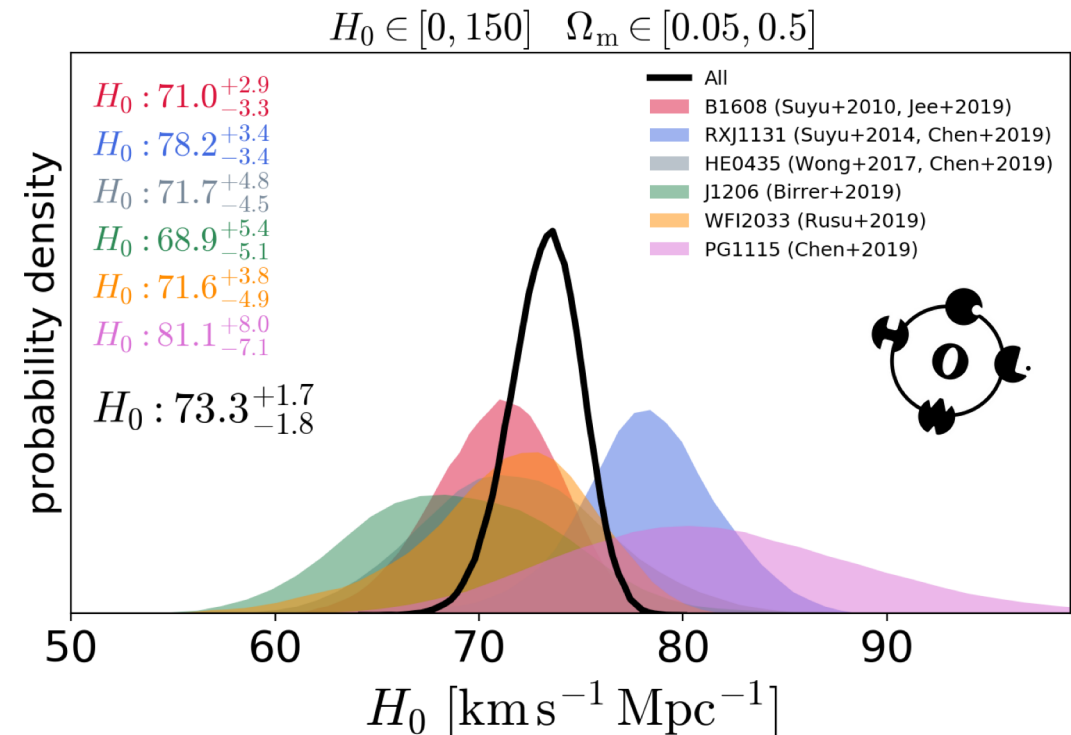 H₀ ∈ [0, 150] Ωₘ ∈ [0.05, 0.5]
H₀ : 71.0 +2.9 −3.3
H₀ : 78.2 +3.4 −3.4
H₀ : 71.7 +4.8 −4.5
H₀ : 68.9 +5.4 −5.1
H₀ : 71.6 +3.8 −4.9
H₀ : 81.1 +8.0 −7.1
H₀ : 73.3 +1.7 −1.8
All
B1608 (Suyu+2010, Jee+2019)
RXJ1131 (Suyu+2014, Chen+2019)
HE0435 (Wong+2017, Chen+2019)
J1206 (Birrer+2019)
WFI2033 (Rusu+2019)
PG1115 (Chen+2019)
probability density
50 60 70 80 90
H₀ [km s⁻¹ Mpc⁻¹]